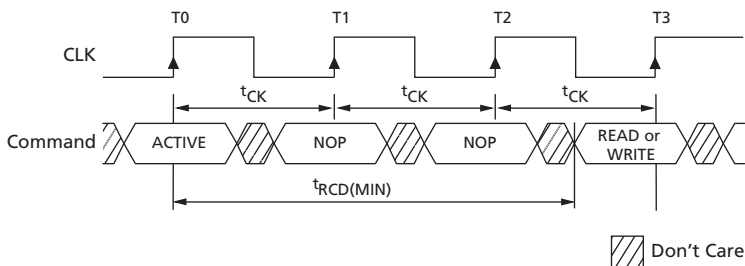 T0 T1 T2 T3
CLK
tCK tCK tCK
Command ACTIVE NOP NOP READ or
WRITE
tRCD(MIN)
Don't Care